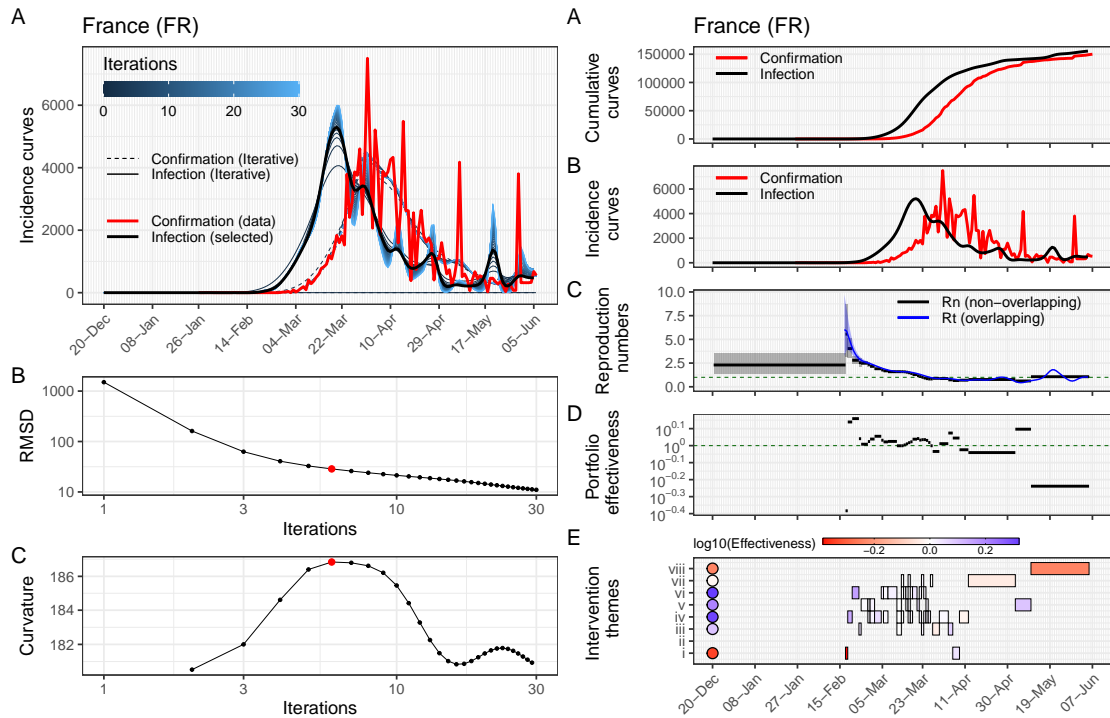 A
France (FR)
Iterations
0 10 20 30
Confirmation (Iterative)
Infection (Iterative)
Confirmation (data)
Infection (selected)
Incidence curves
6000
4000
2000
0
20−Dec 08−Jan 26−Jan 14−Feb 04−Mar 22−Mar 10−Apr 29−Apr 17−May 05−Jun
B
RMSD
1000
100
10
1 3 10 30
Iterations
C
Curvature
186
184
182
1 3 10 30
Iterations
A
France (FR)
Cumulative
curves
150000
100000
50000
0
Confirmation
Infection
B
Incidence
curves
6000
4000
2000
0
Confirmation
Infection
C
Reproduction
numbers
10.0
7.5
5.0
2.5
0.0
Rn (non−overlapping)
Rt (overlapping)
D
Portfolio
effectiveness
10^0.1
10^0
10^−0.1
10^−0.2
10^−0.3
10^−0.4
E
log10(Effectiveness)
−0.2 0.0 0.2
Intervention
themes
viii
vii
vi
v
iv
iii
ii
i
20−Dec 08−Jan 27−Jan 15−Feb 05−Mar 23−Mar 11−Apr 30−Apr 19−May 07−Jun